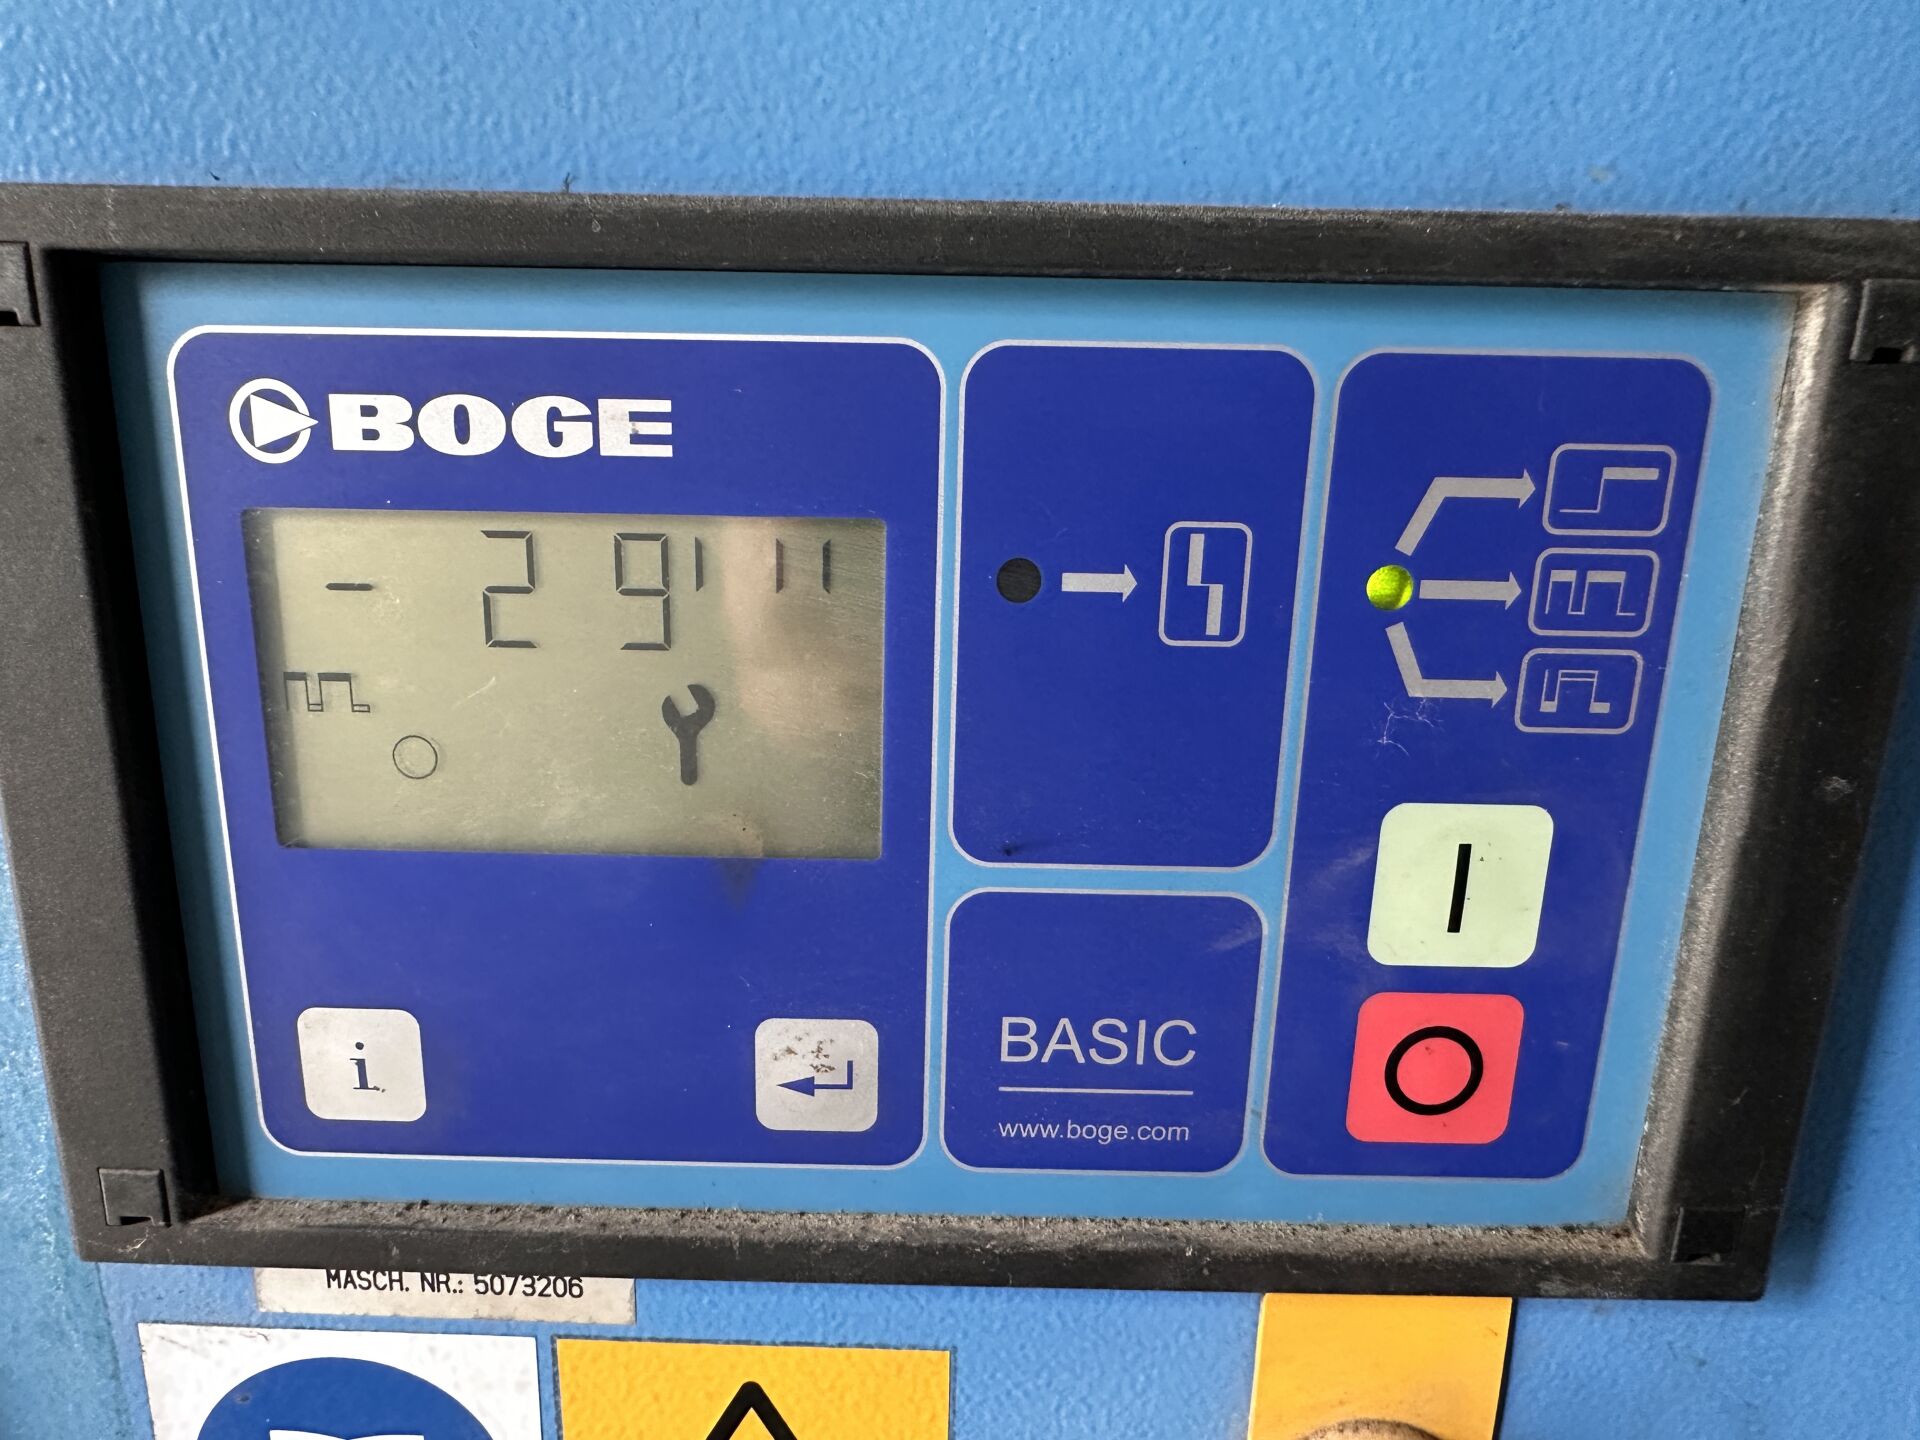 BOGE
- 29' ''
i
I
O
BASIC
www.boge.com
MASCH. NR.: 5073206